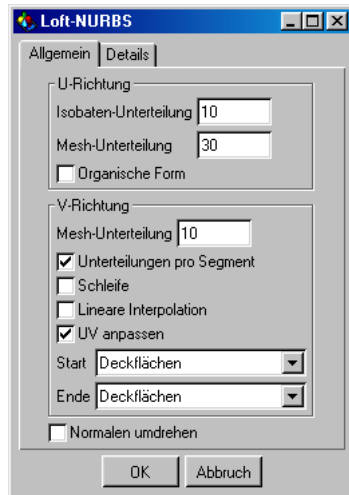 Loft-NURBS
Allgemein Details
U-Richtung
Isobaten-Unterteilung 10
Mesh-Unterteilung 30
Organische Form
V-Richtung
Mesh-Unterteilung 10
Unterteilungen pro Segment
Schleife
Lineare Interpolation
UV anpassen
Start Deckflächen
Ende Deckflächen
Normalen umdrehen
OK Abbruch